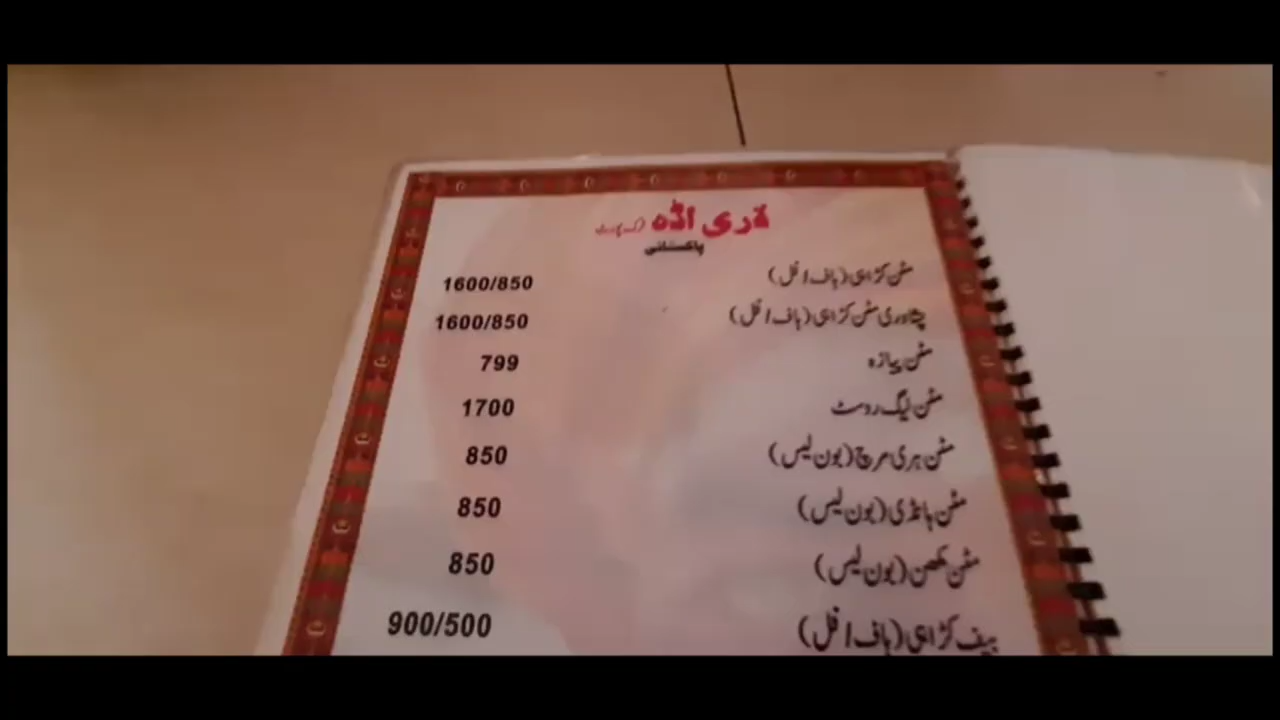 اڈہ
پاکستانی
مٹن کڑاہی (ہاف / فل) 1600/850
پشاوری مٹن کڑاہی (ہاف / فل) 1600/850
مٹن پیازہ 799
مٹن لیگ روسٹ 1700
مٹن ہری مرچ (بون لیس) 850
مٹن ہانڈی (بون لیس) 850
مٹن مکھن (بون لیس) 850
بیف کڑاہی (ہاف / فل) 900/500